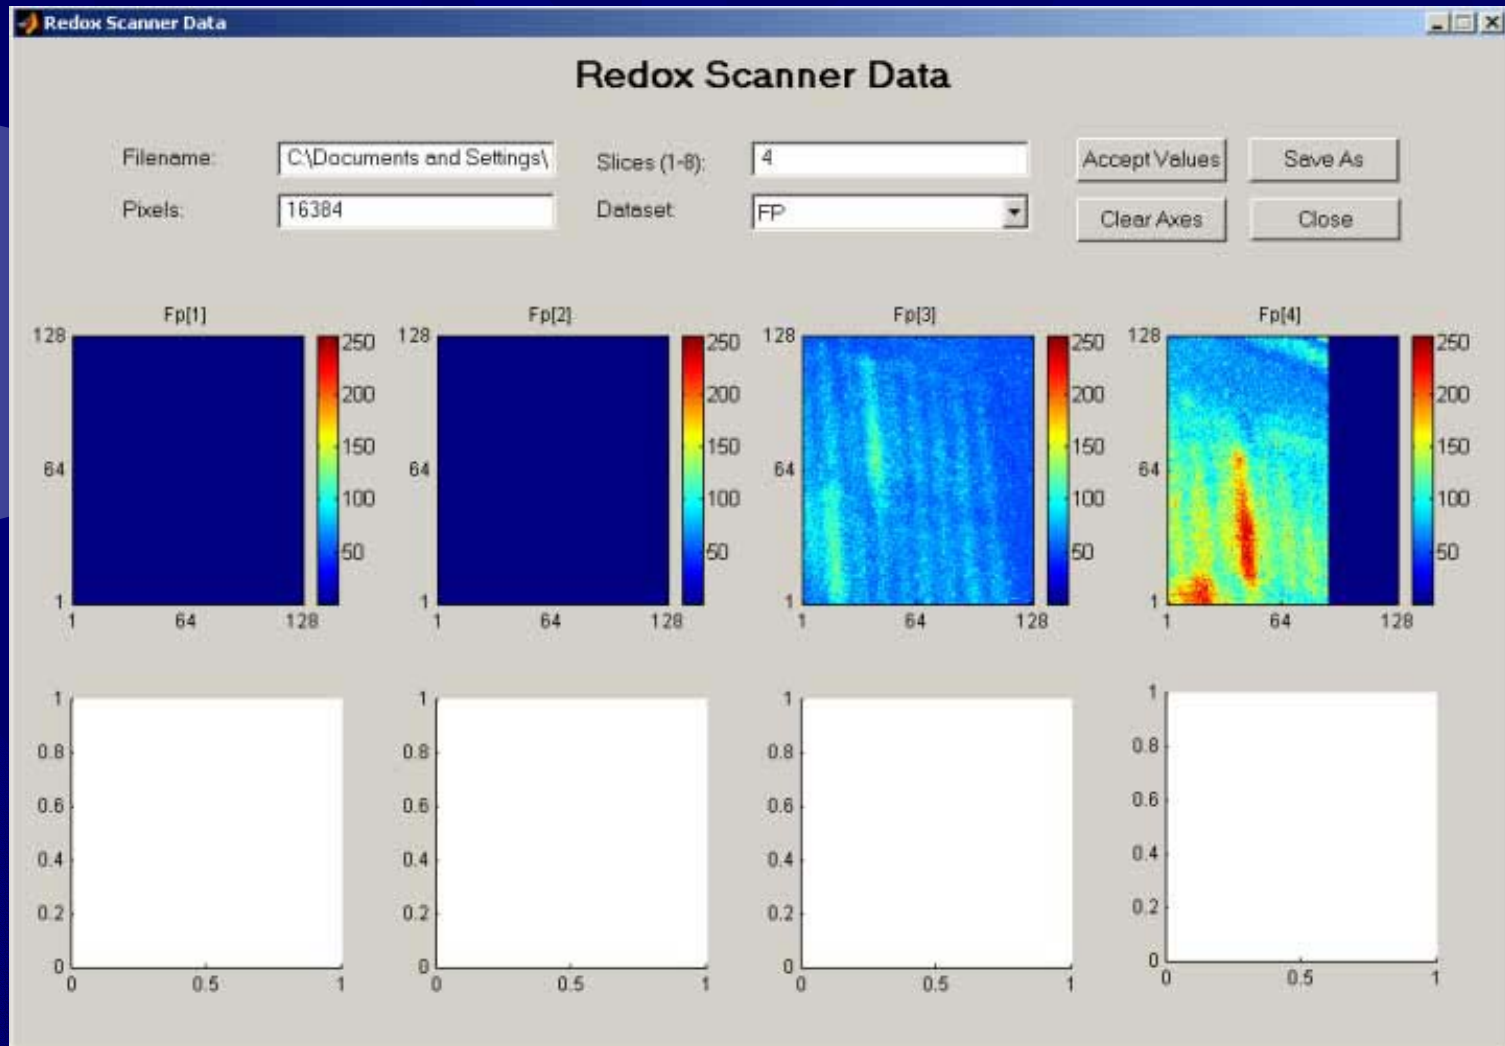 Redox Scanner Data
Redox Scanner Data
Filename: C:\Documents and Settings\ Slices (1-8): 4 Accept Values Save As
Pixels: 16384 Dataset: FP Clear Axes Close
Fp[1] Fp[2] Fp[3] Fp[4]
128 250 128 250 128 250 128 250
200 200 200 200
150 150 150 150
64 64 64 64
100 100 100 100
50 50 50 50
1 1 1 1
1 64 128 1 64 128 1 64 128 1 64 128
1 1 1 1
0.8 0.8 0.8 0.8
0.6 0.6 0.6 0.6
0.4 0.4 0.4 0.4
0.2 0.2 0.2 0.2
0 0 0 0
0 0.5 1 0 0.5 1 0 0.5 1 0 0.5 1